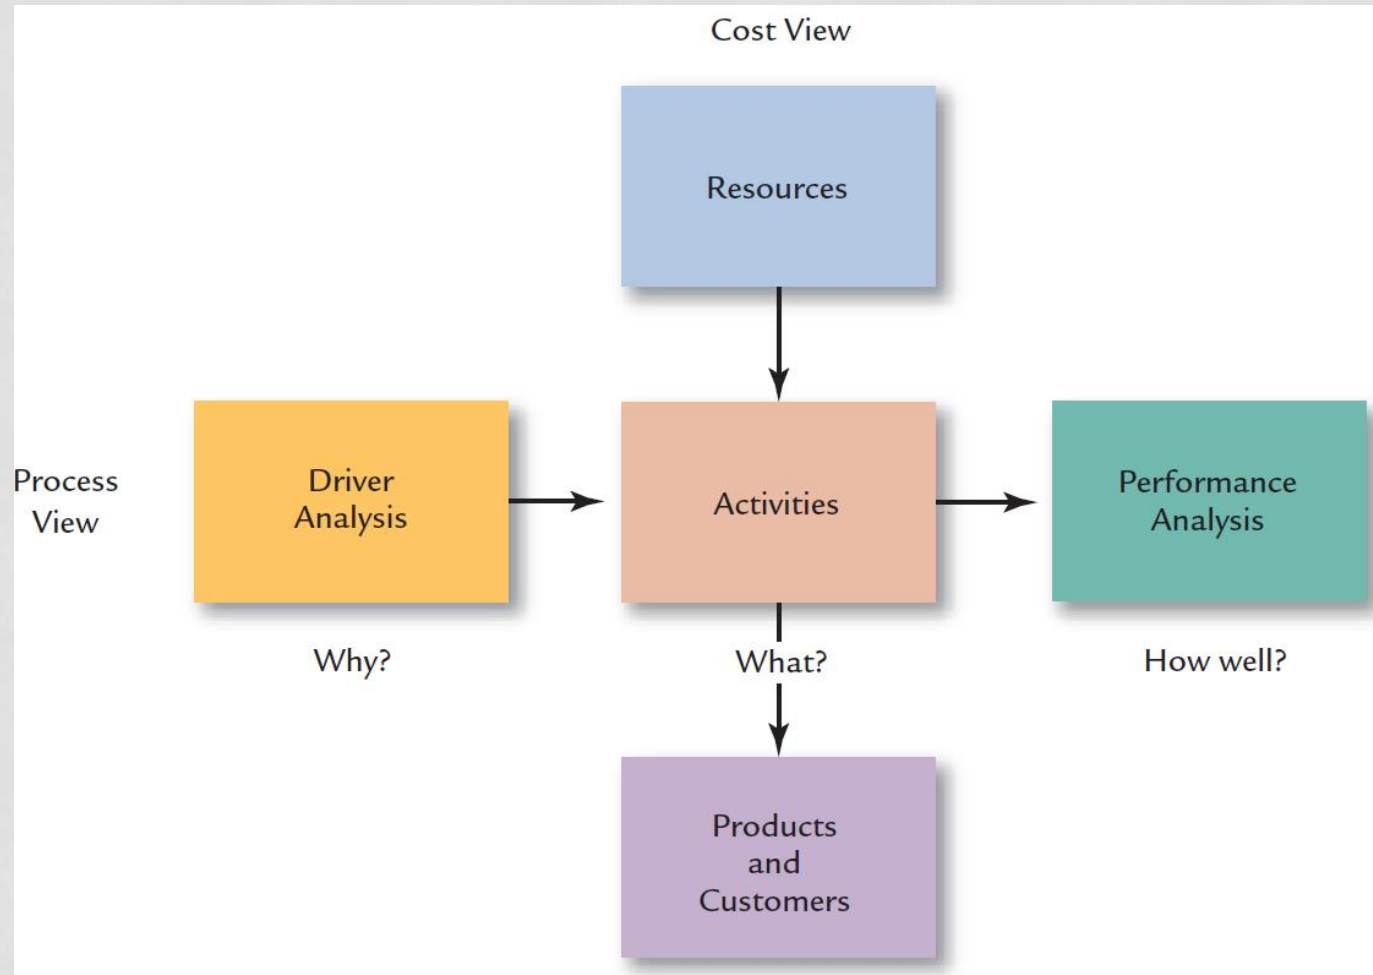 Cost View
Resources
Process
View
Driver
Analysis
Activities
Performance
Analysis
Why?
What?
How well?
Products
and
Customers